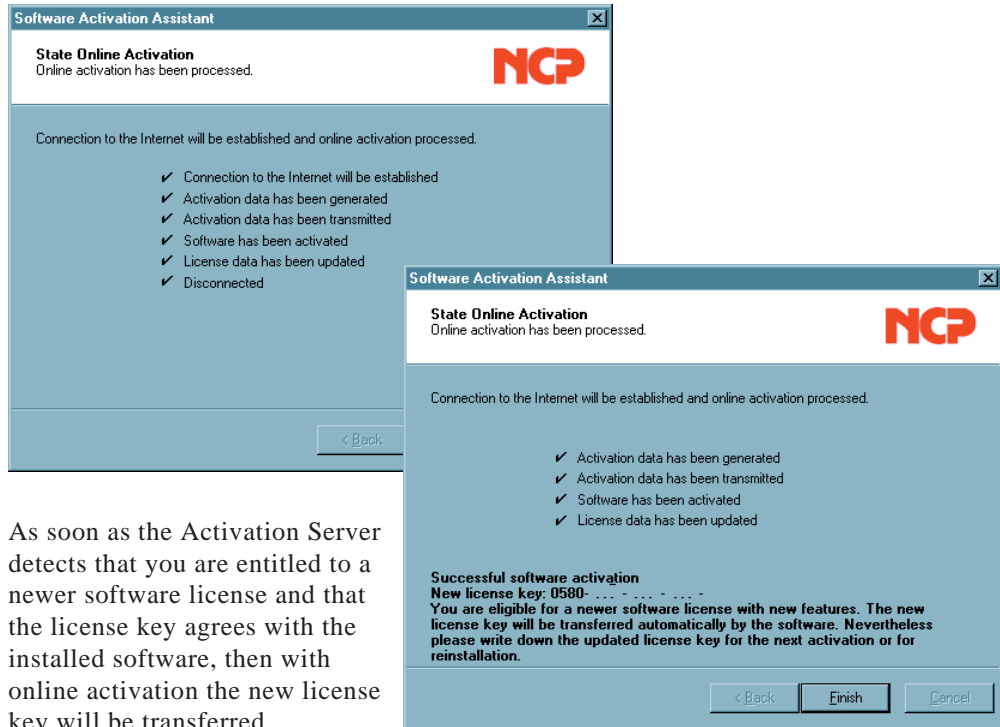 Software Activation Assistant
State Online Activation
Online activation has been processed.
NCP
Connection to the Internet will be established and online activation processed.
✔ Connection to the Internet will be established
✔ Activation data has been generated
✔ Activation data has been transmitted
✔ Software has been activated
✔ License data has been updated
✔ Disconnected
< Back
Software Activation Assistant
State Online Activation
Online activation has been processed.
NCP
Connection to the Internet will be established and online activation processed.
✔ Activation data has been generated
✔ Activation data has been transmitted
✔ Software has been activated
✔ License data has been updated
Successful software activation
New license key: 0580- ... - ... - ... -
You are eligible for a newer software license with new features. The new
license key will be transferred automatically by the software. Nevertheless
please write down the updated license key for the next activation or for
reinstallation.
< Back
Finish
Cancel
As soon as the Activation Server
detects that you are entitled to a
newer software license and that
the license key agrees with the
installed software, then with
online activation the new license
key will be transferred